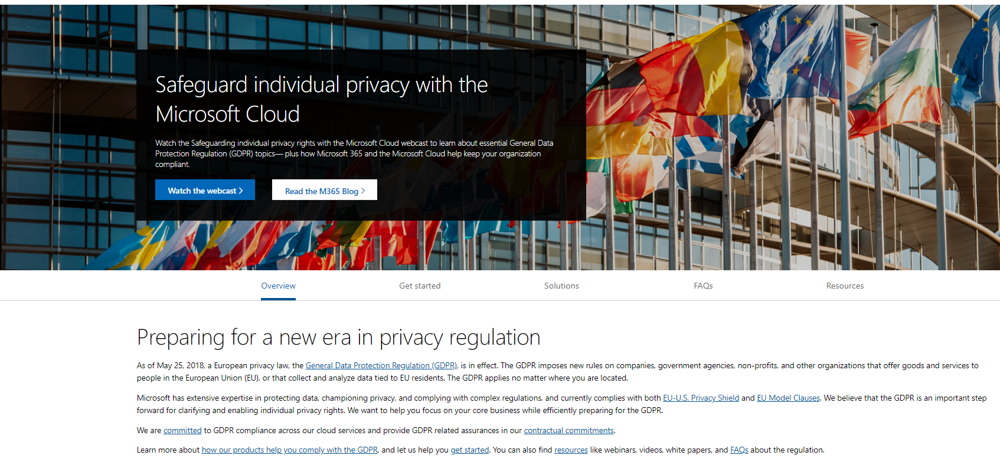 Safeguard individual privacy with the
Microsoft Cloud
Watch the Safeguarding individual privacy rights with the Microsoft Cloud webcast to learn about essential General Data
Protection Regulation (GDPR) topics— plus how Microsoft 365 and the Microsoft Cloud help keep your organization
compliant.
Watch the webcast >
Read the M365 Blog >
Overview
Get started
Solutions
FAQs
Resources
Preparing for a new era in privacy regulation
As of May 25, 2018, a European privacy law, the General Data Protection Regulation (GDPR), is in effect. The GDPR imposes new rules on companies, government agencies, non-profits, and other organizations that offer goods and services to
people in the European Union (EU), or that collect and analyze data tied to EU residents. The GDPR applies no matter where you are located.
Microsoft has extensive expertise in protecting data, championing privacy, and complying with complex regulations, and currently complies with both EU-U.S. Privacy Shield and EU Model Clauses. We believe that the GDPR is an important step
forward for clarifying and enabling individual privacy rights. We want to help you focus on your core business while efficiently preparing for the GDPR.
We are committed to GDPR compliance across our cloud services and provide GDPR related assurances in our contractual commitments.
Learn more about how our products help you comply with the GDPR, and let us help you get started. You can also find resources like webinars, videos, white papers, and FAQs about the regulation.